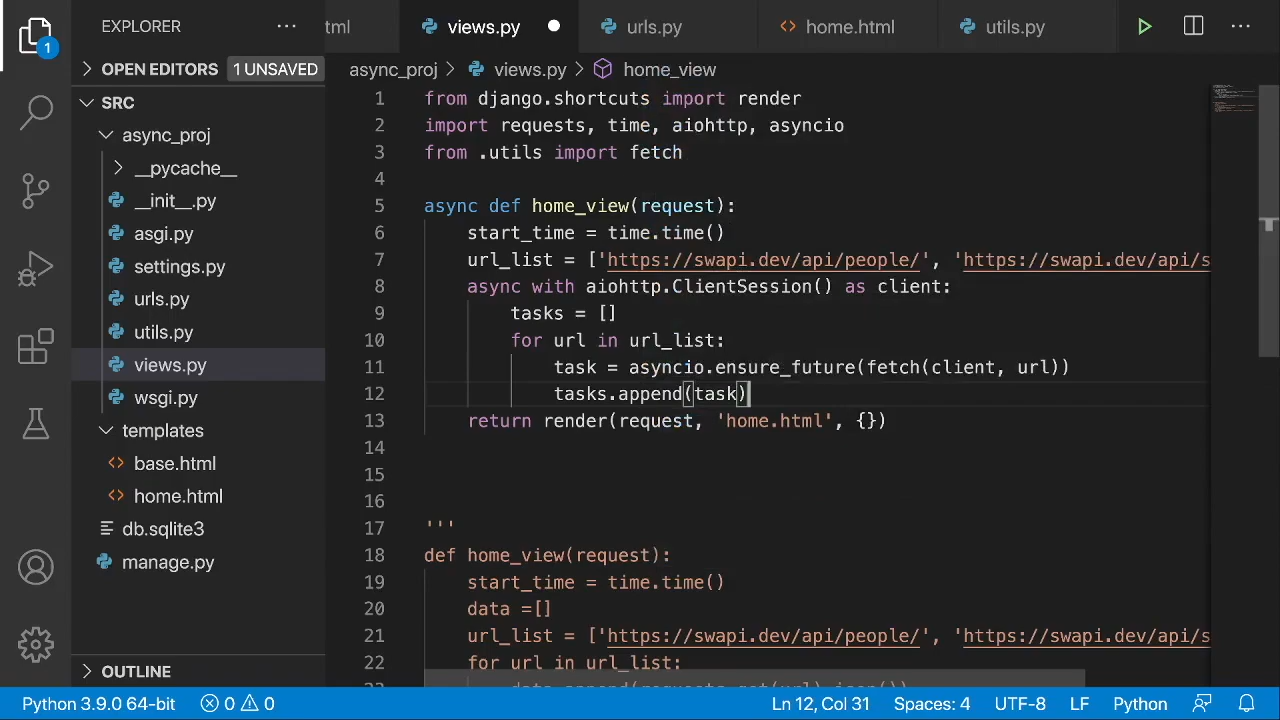 EXPLORER
tml
views.py
urls.py
home.html
utils.py
1
OPEN EDITORS
1 UNSAVED
async_proj
views.py
home_view
SRC
async_proj
__pycache__
__init__.py
asgi.py
settings.py
urls.py
utils.py
views.py
wsgi.py
templates
base.html
home.html
db.sqlite3
manage.py
OUTLINE
1 from django.shortcuts import render
2 import requests, time, aiohttp, asyncio
3 from .utils import fetch
4
5 async def home_view(request):
6 start_time = time.time()
7 url_list = ['https://swapi.dev/api/people/', 'https://swapi.dev/api/s
8 async with aiohttp.ClientSession() as client:
9 tasks = []
10 for url in url_list:
11 task = asyncio.ensure_future(fetch(client, url))
12 tasks.append(task)
13 return render(request, 'home.html', {})
14
15
16
17 '''
18 def home_view(request):
19 start_time = time.time()
20 data =[]
21 url_list = ['https://swapi.dev/api/people/', 'https://swapi.dev/api/s
22 for url in url_list:
data.append(requests.get(url).json())
Python 3.9.0 64-bit
0
0
Ln 12, Col 31
Spaces: 4
UTF-8
LF
Python